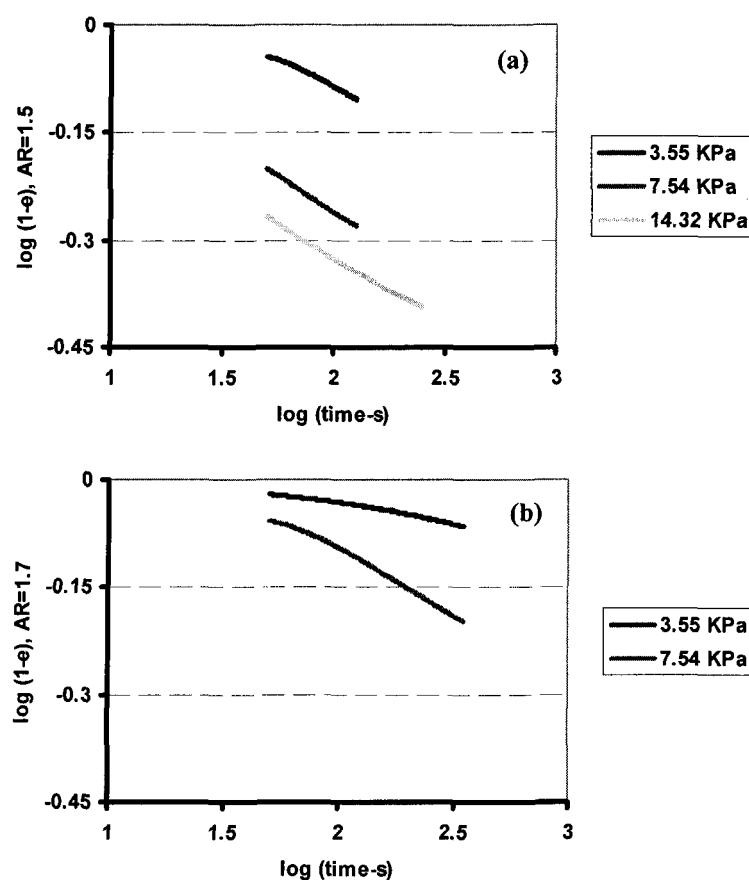 0
(a)
-0.15
-0.3
-0.45
log (1-e), AR=1.5
1 1.5 2 2.5 3
log (time-s)
3.55 KPa
7.54 KPa
14.32 KPa
0
(b)
-0.15
-0.3
-0.45
log (1-e), AR=1.7
1 1.5 2 2.5 3
log (time-s)
3.55 KPa
7.54 KPa